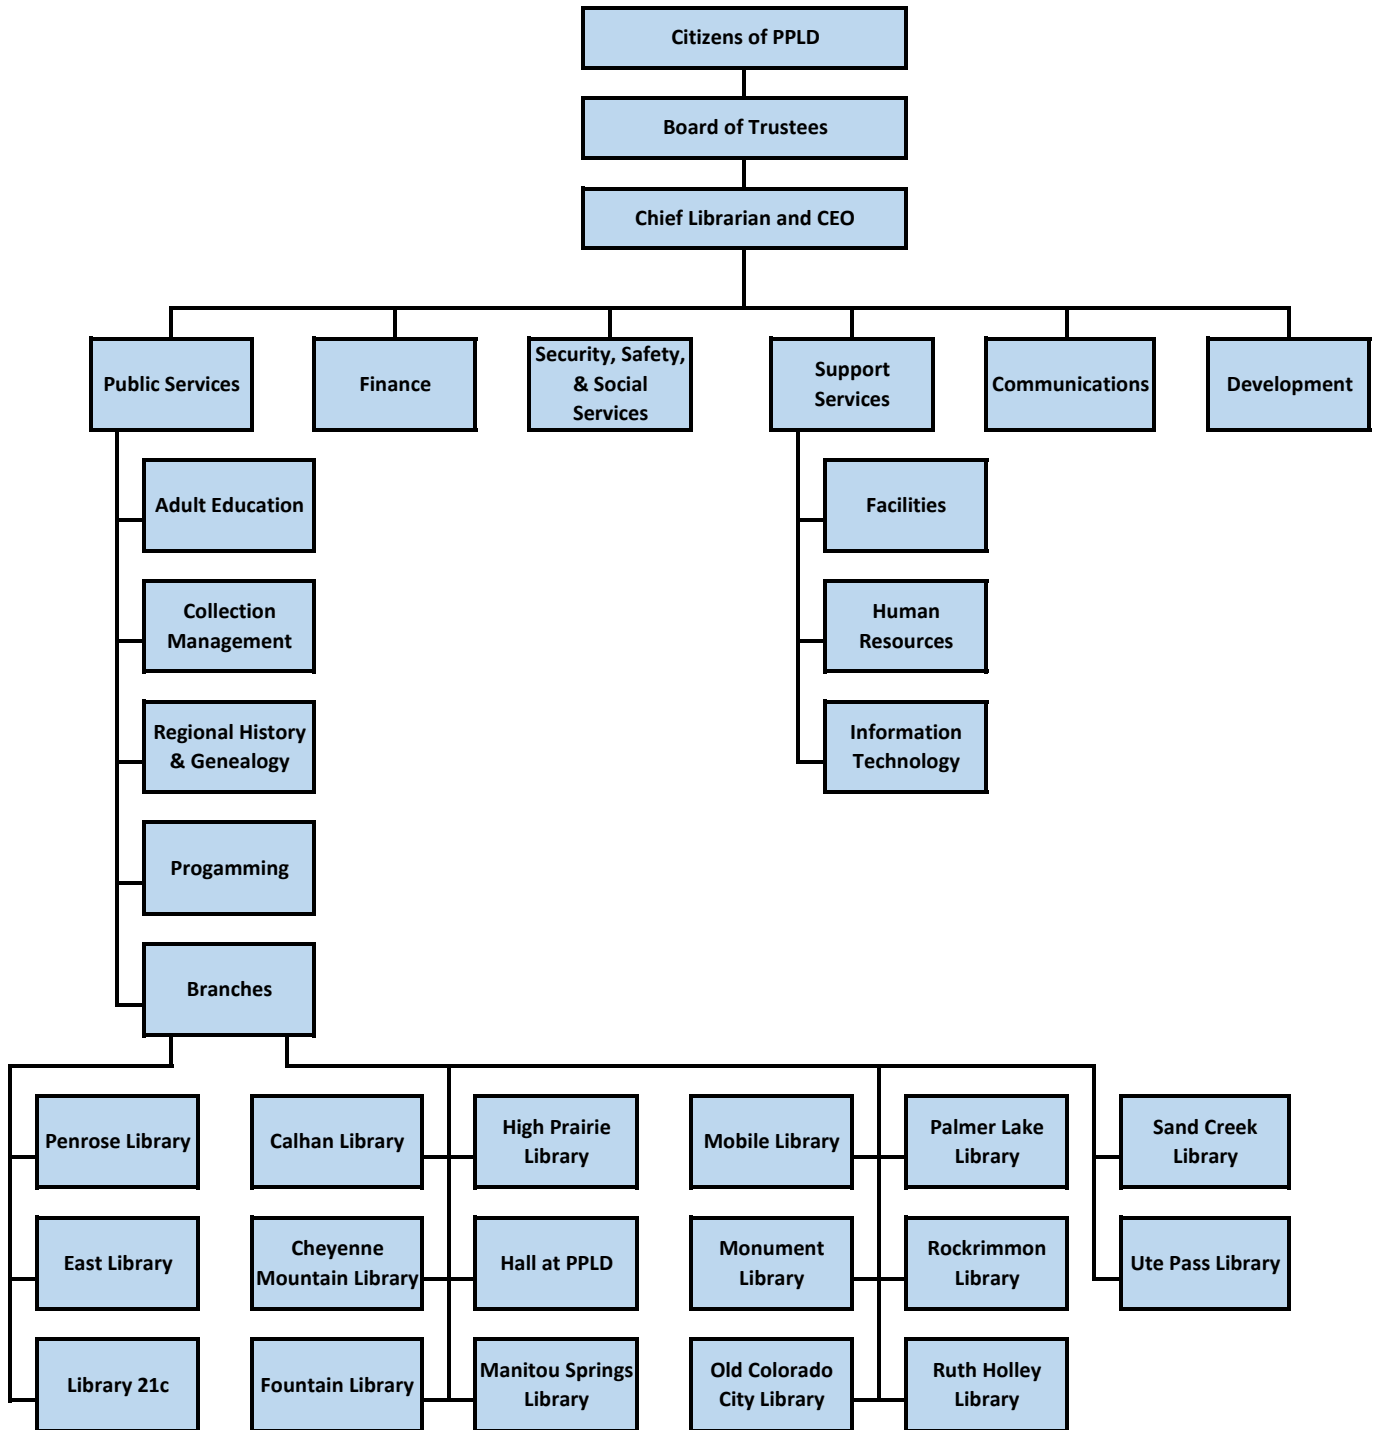 Citizens of PPLD
Board of Trustees
Chief Librarian and CEO
Public Services
Finance
Security, Safety,
& Social
Services
Support
Services
Communications
Development
Adult Education
Collection
Management
Regional History
& Genealogy
Progamming
Branches
Facilities
Human
Resources
Information
Technology
Penrose Library
Calhan Library
High Prairie
Library
Mobile Library
Palmer Lake
Library
Sand Creek
Library
East Library
Cheyenne
Mountain Library
Hall at PPLD
Monument
Library
Rockrimmon
Library
Ute Pass Library
Library 21c
Fountain Library
Manitou Springs
Library
Old Colorado
City Library
Ruth Holley
Library